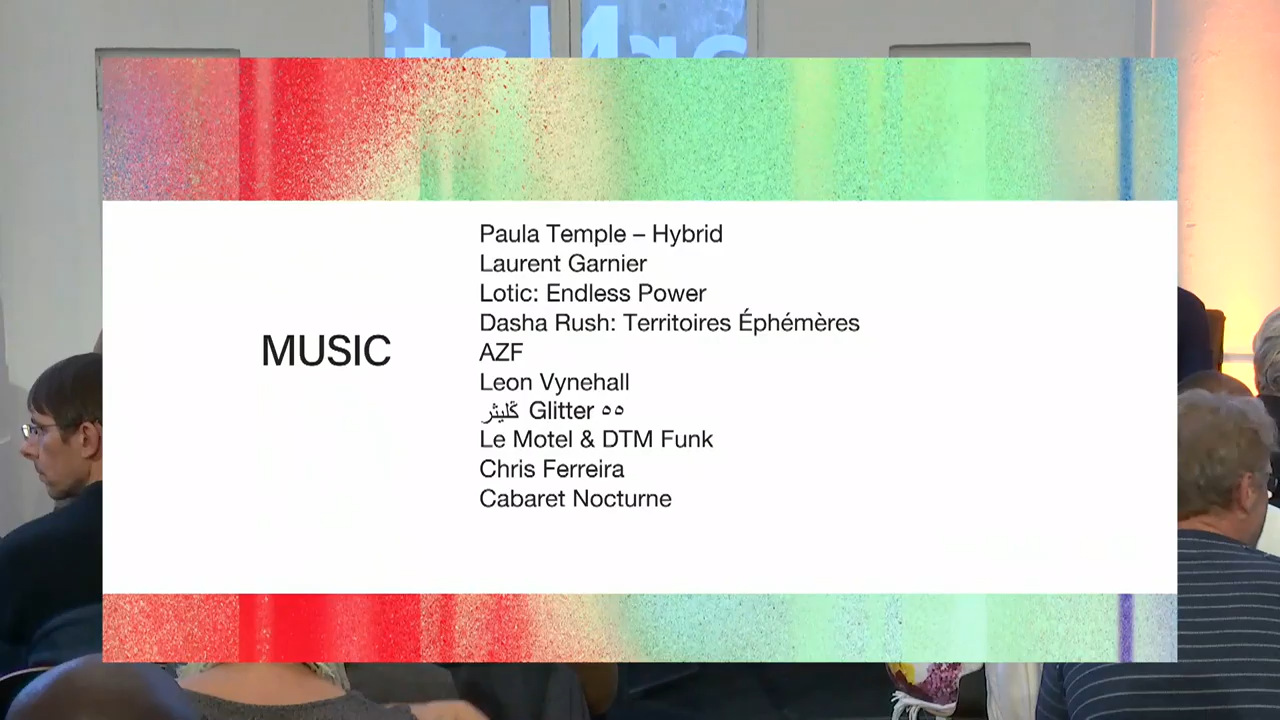 MUSIC
Paula Temple – Hybrid
Laurent Garnier
Lotic: Endless Power
Dasha Rush: Territoires Éphémères
AZF
Leon Vynehall
ڭليثر Glitter ٥٥
Le Motel & DTM Funk
Chris Ferreira
Cabaret Nocturne